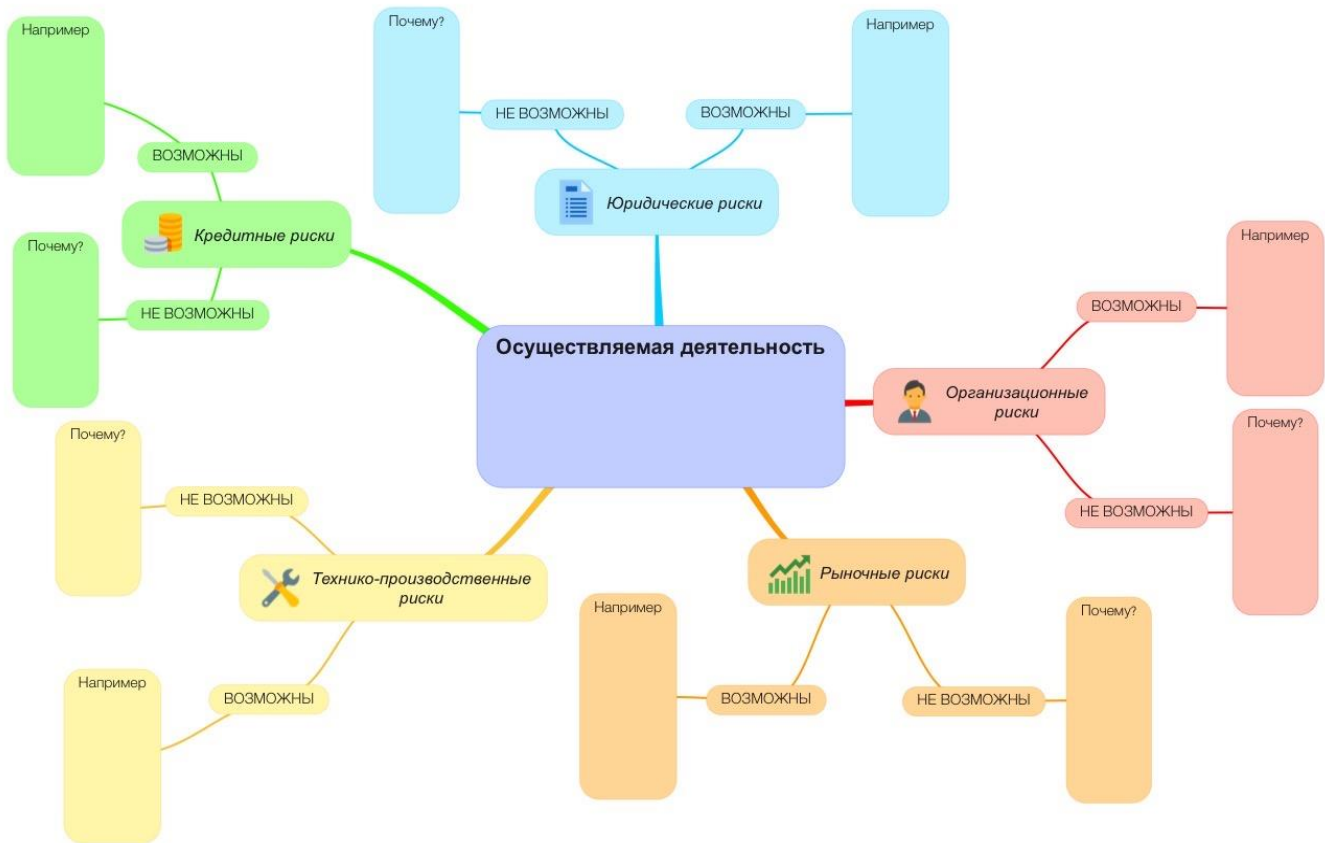 Например
Почему?
Например
НЕ ВОЗМОЖНЫ
ВОЗМОЖНЫ
ВОЗМОЖНЫ
Юридические риски
Кредитные риски
Почему?
Например
НЕ ВОЗМОЖНЫ
ВОЗМОЖНЫ
Осуществляемая деятельность
Организационные
риски
Почему?
Почему?
НЕ ВОЗМОЖНЫ
НЕ ВОЗМОЖНЫ
Технико-производственные
риски
Рыночные риски
Например
Почему?
Например
ВОЗМОЖНЫ
ВОЗМОЖНЫ
НЕ ВОЗМОЖНЫ